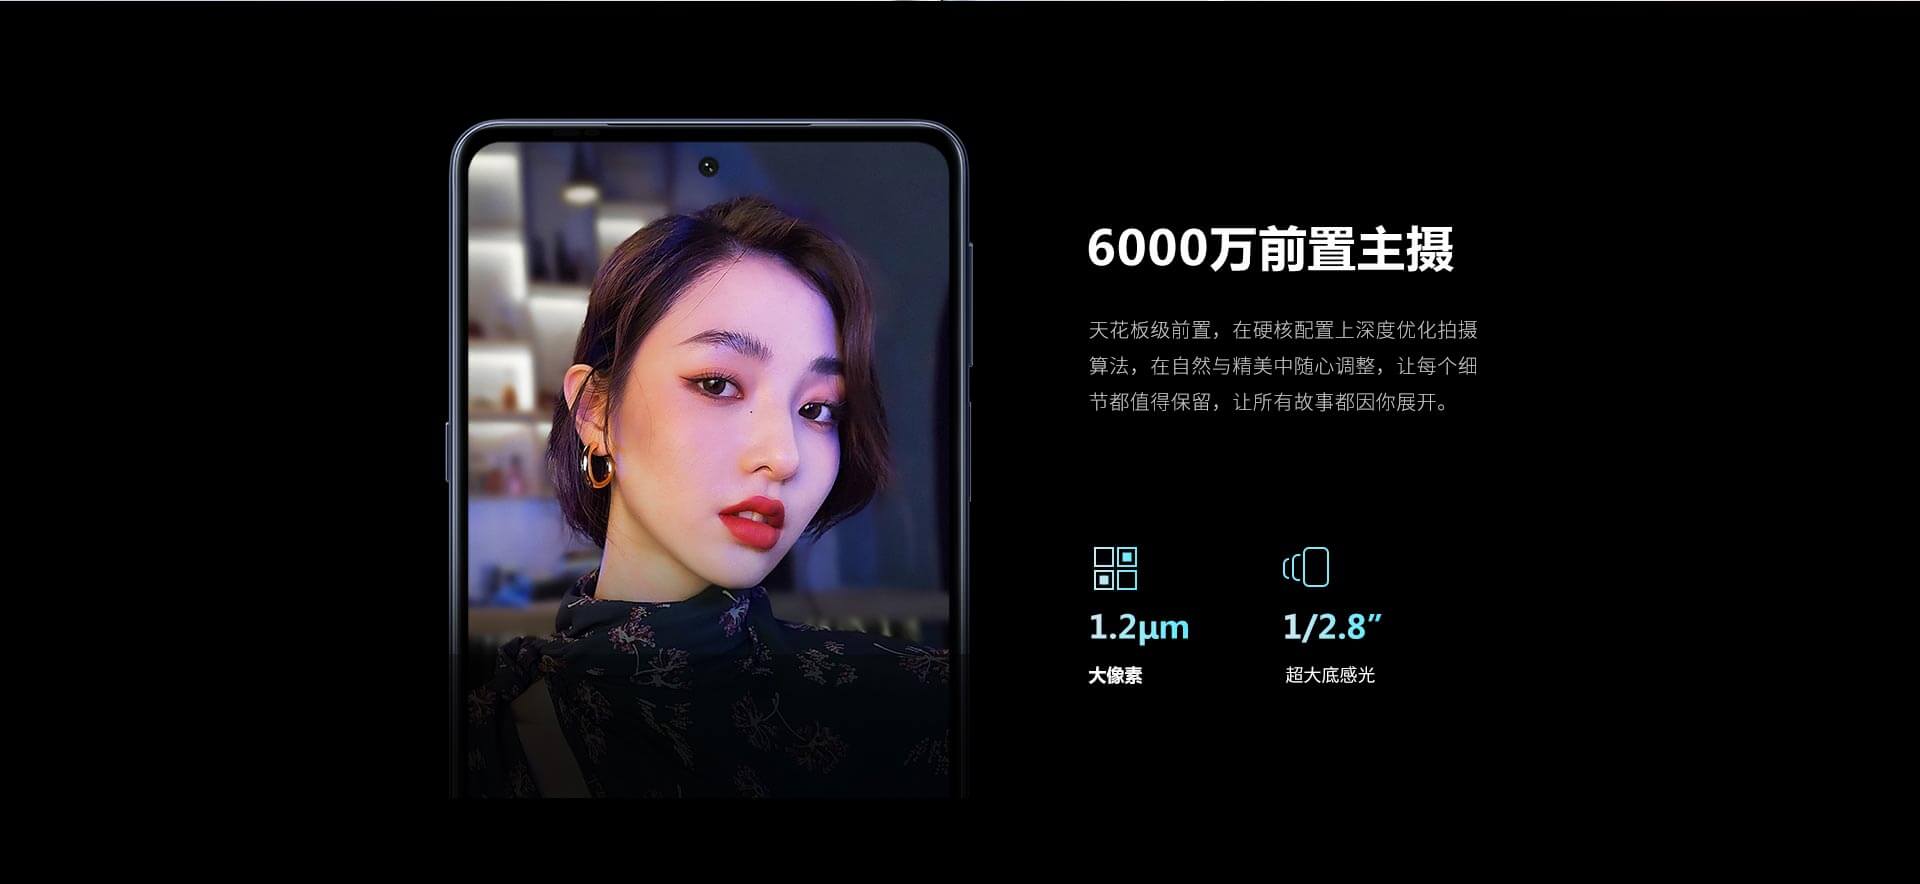 6000万前置主摄
天花板级前置，在硬核配置上深度优化拍摄
算法，在自然与精美中随心调整，让每个细
节都值得保留，让所有故事都因你展开。
1.2μm
1/2.8”
大像素
超大底感光